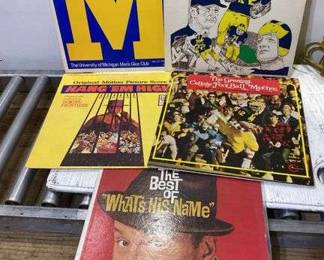 M
The University of Michigan Men's Glee Club
Original Motion Picture Score
HANG 'EM HIGH
The Greatest
College Football Marches
The
BEST
OF
"WHATS HIS NAME"